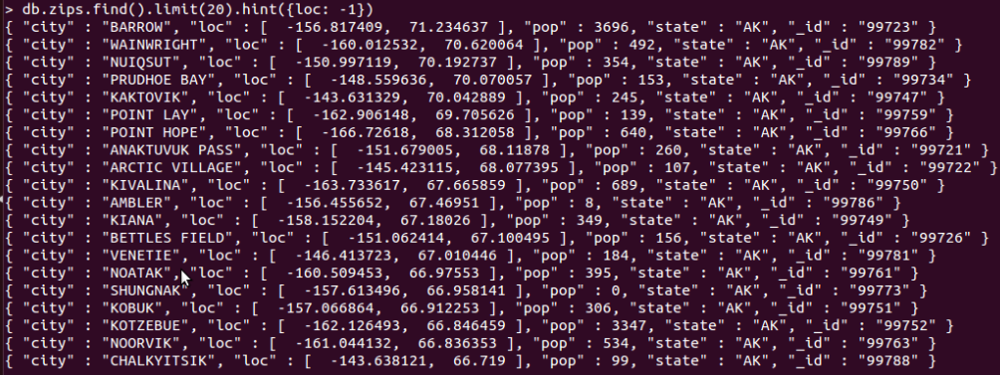 > db.zips.find().limit(20).hint({loc: -1})
{ "city" : "BARROW", "loc" : [ -156.817409, 71.234637 ], "pop" : 3696, "state" : "AK", "_id" : "99723" }
{ "city" : "WAINWRIGHT", "loc" : [ -160.012532, 70.620064 ], "pop" : 492, "state" : "AK", "_id" : "99782" }
{ "city" : "NUIQSUT", "loc" : [ -150.997119, 70.192737 ], "pop" : 354, "state" : "AK", "_id" : "99789" }
{ "city" : "PRUDHOE BAY", "loc" : [ -148.559636, 70.070057 ], "pop" : 153, "state" : "AK", "_id" : "99734" }
{ "city" : "KAKTOVIK", "loc" : [ -143.631329, 70.042889 ], "pop" : 245, "state" : "AK", "_id" : "99747" }
{ "city" : "POINT LAY", "loc" : [ -162.906148, 69.705626 ], "pop" : 139, "state" : "AK", "_id" : "99759" }
{ "city" : "POINT HOPE", "loc" : [ -166.72618, 68.312058 ], "pop" : 640, "state" : "AK", "_id" : "99766" }
{ "city" : "ANAKTUVUK PASS", "loc" : [ -151.679005, 68.11878 ], "pop" : 260, "state" : "AK", "_id" : "99721" }
{ "city" : "ARCTIC VILLAGE", "loc" : [ -145.423115, 68.077395 ], "pop" : 107, "state" : "AK", "_id" : "99722" }
{ "city" : "KIVALINA", "loc" : [ -163.733617, 67.665859 ], "pop" : 689, "state" : "AK", "_id" : "99750" }
{ "city" : "AMBLER", "loc" : [ -156.455652, 67.46951 ], "pop" : 8, "state" : "AK", "_id" : "99786" }
{ "city" : "KIANA", "loc" : [ -158.152204, 67.18026 ], "pop" : 349, "state" : "AK", "_id" : "99749" }
{ "city" : "BETTLES FIELD", "loc" : [ -151.062414, 67.100495 ], "pop" : 156, "state" : "AK", "_id" : "99726" }
{ "city" : "VENETIE", "loc" : [ -146.413723, 67.010446 ], "pop" : 184, "state" : "AK", "_id" : "99781" }
{ "city" : "NOATAK", "loc" : [ -160.509453, 66.97553 ], "pop" : 395, "state" : "AK", "_id" : "99761" }
{ "city" : "SHUNGNAK", "loc" : [ -157.613496, 66.958141 ], "pop" : 0, "state" : "AK", "_id" : "99773" }
{ "city" : "KOBUK", "loc" : [ -157.066864, 66.912253 ], "pop" : 306, "state" : "AK", "_id" : "99751" }
{ "city" : "KOTZEBUE", "loc" : [ -162.126493, 66.846459 ], "pop" : 3347, "state" : "AK", "_id" : "99752" }
{ "city" : "NOORVIK", "loc" : [ -161.044132, 66.836353 ], "pop" : 534, "state" : "AK", "_id" : "99763" }
{ "city" : "CHALKYITSIK", "loc" : [ -143.638121, 66.719 ], "pop" : 99, "state" : "AK", "_id" : "99788" }